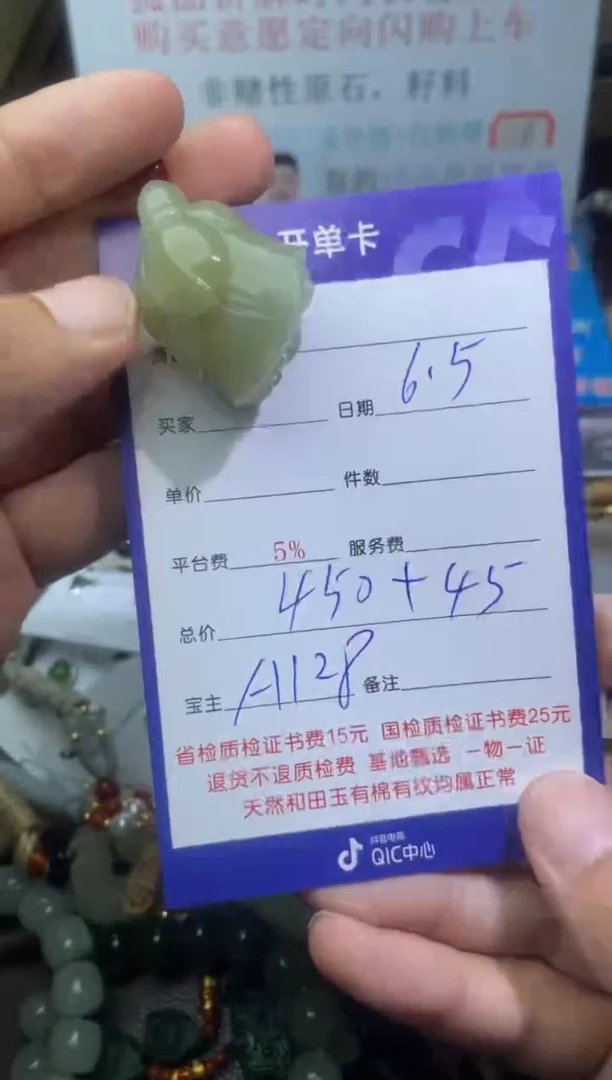 购买意愿定向闪购上车
非赌性原石、籽料
开单卡
买家 日期 6.5
单价 件数
平台费 5% 服务费
总价 450+45
宝主 A1128 备注
省检质检证书费15元 国检质检证书费25元
退货不退质检费 基地甄选 一物一证
天然和田玉有棉有纹均属正常
抖音电商
QIC中心